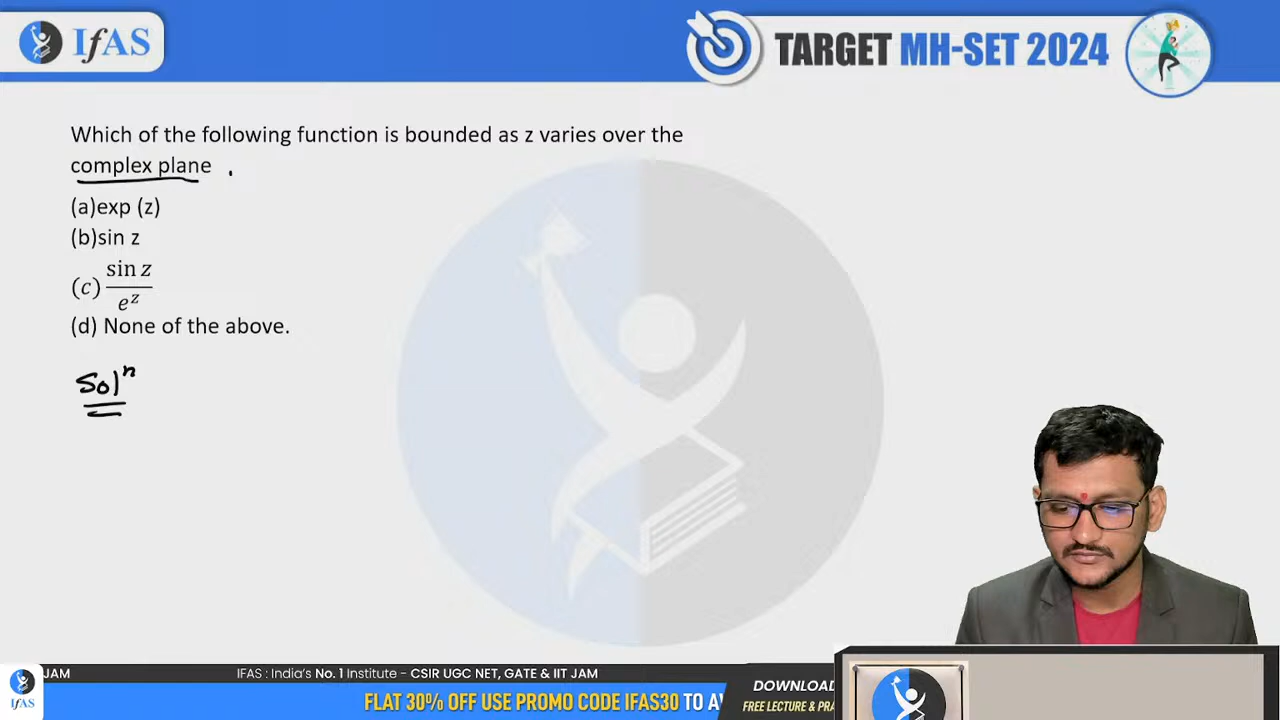 IfAS
TARGET MH-SET 2024
Which of the following function is bounded as z varies over the
complex plane .
(a)exp (z)
(b)sin z
(c) sin z / e^z
(d) None of the above.
Solⁿ
JAM
IFAS : India's No. 1 Institute - CSIR UGC NET, GATE & IIT JAM
IfAS
FLAT 30% OFF USE PROMO CODE IFAS30 TO AV
DOWNLOAD
FREE LECTURE & PRA